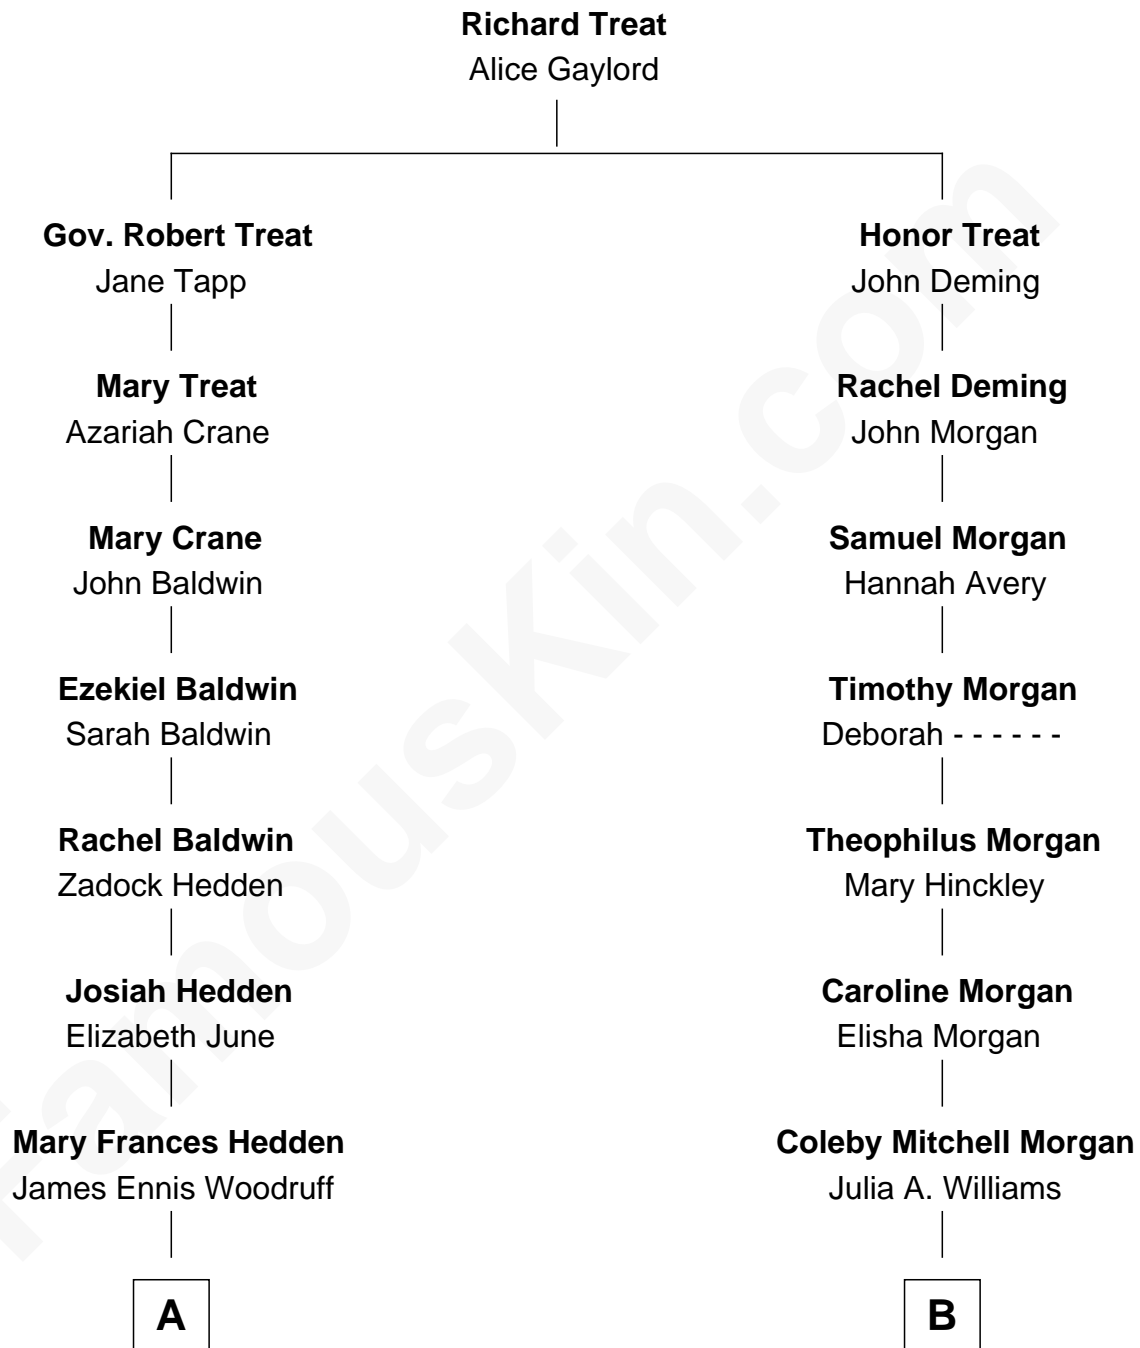 Richard Treat
Alice Gaylord
Gov. Robert Treat
Jane Tapp
Honor Treat
John Deming
Mary Treat
Azariah Crane
Rachel Deming
John Morgan
Mary Crane
John Baldwin
Samuel Morgan
Hannah Avery
Ezekiel Baldwin
Sarah Baldwin
Timothy Morgan
Deborah - - - - - -
Rachel Baldwin
Zadock Hedden
Theophilus Morgan
Mary Hinckley
Josiah Hedden
Elizabeth June
Caroline Morgan
Elisha Morgan
Mary Frances Hedden
James Ennis Woodruff
Coleby Mitchell Morgan
Julia A. Williams
A
B
FamousKin.com